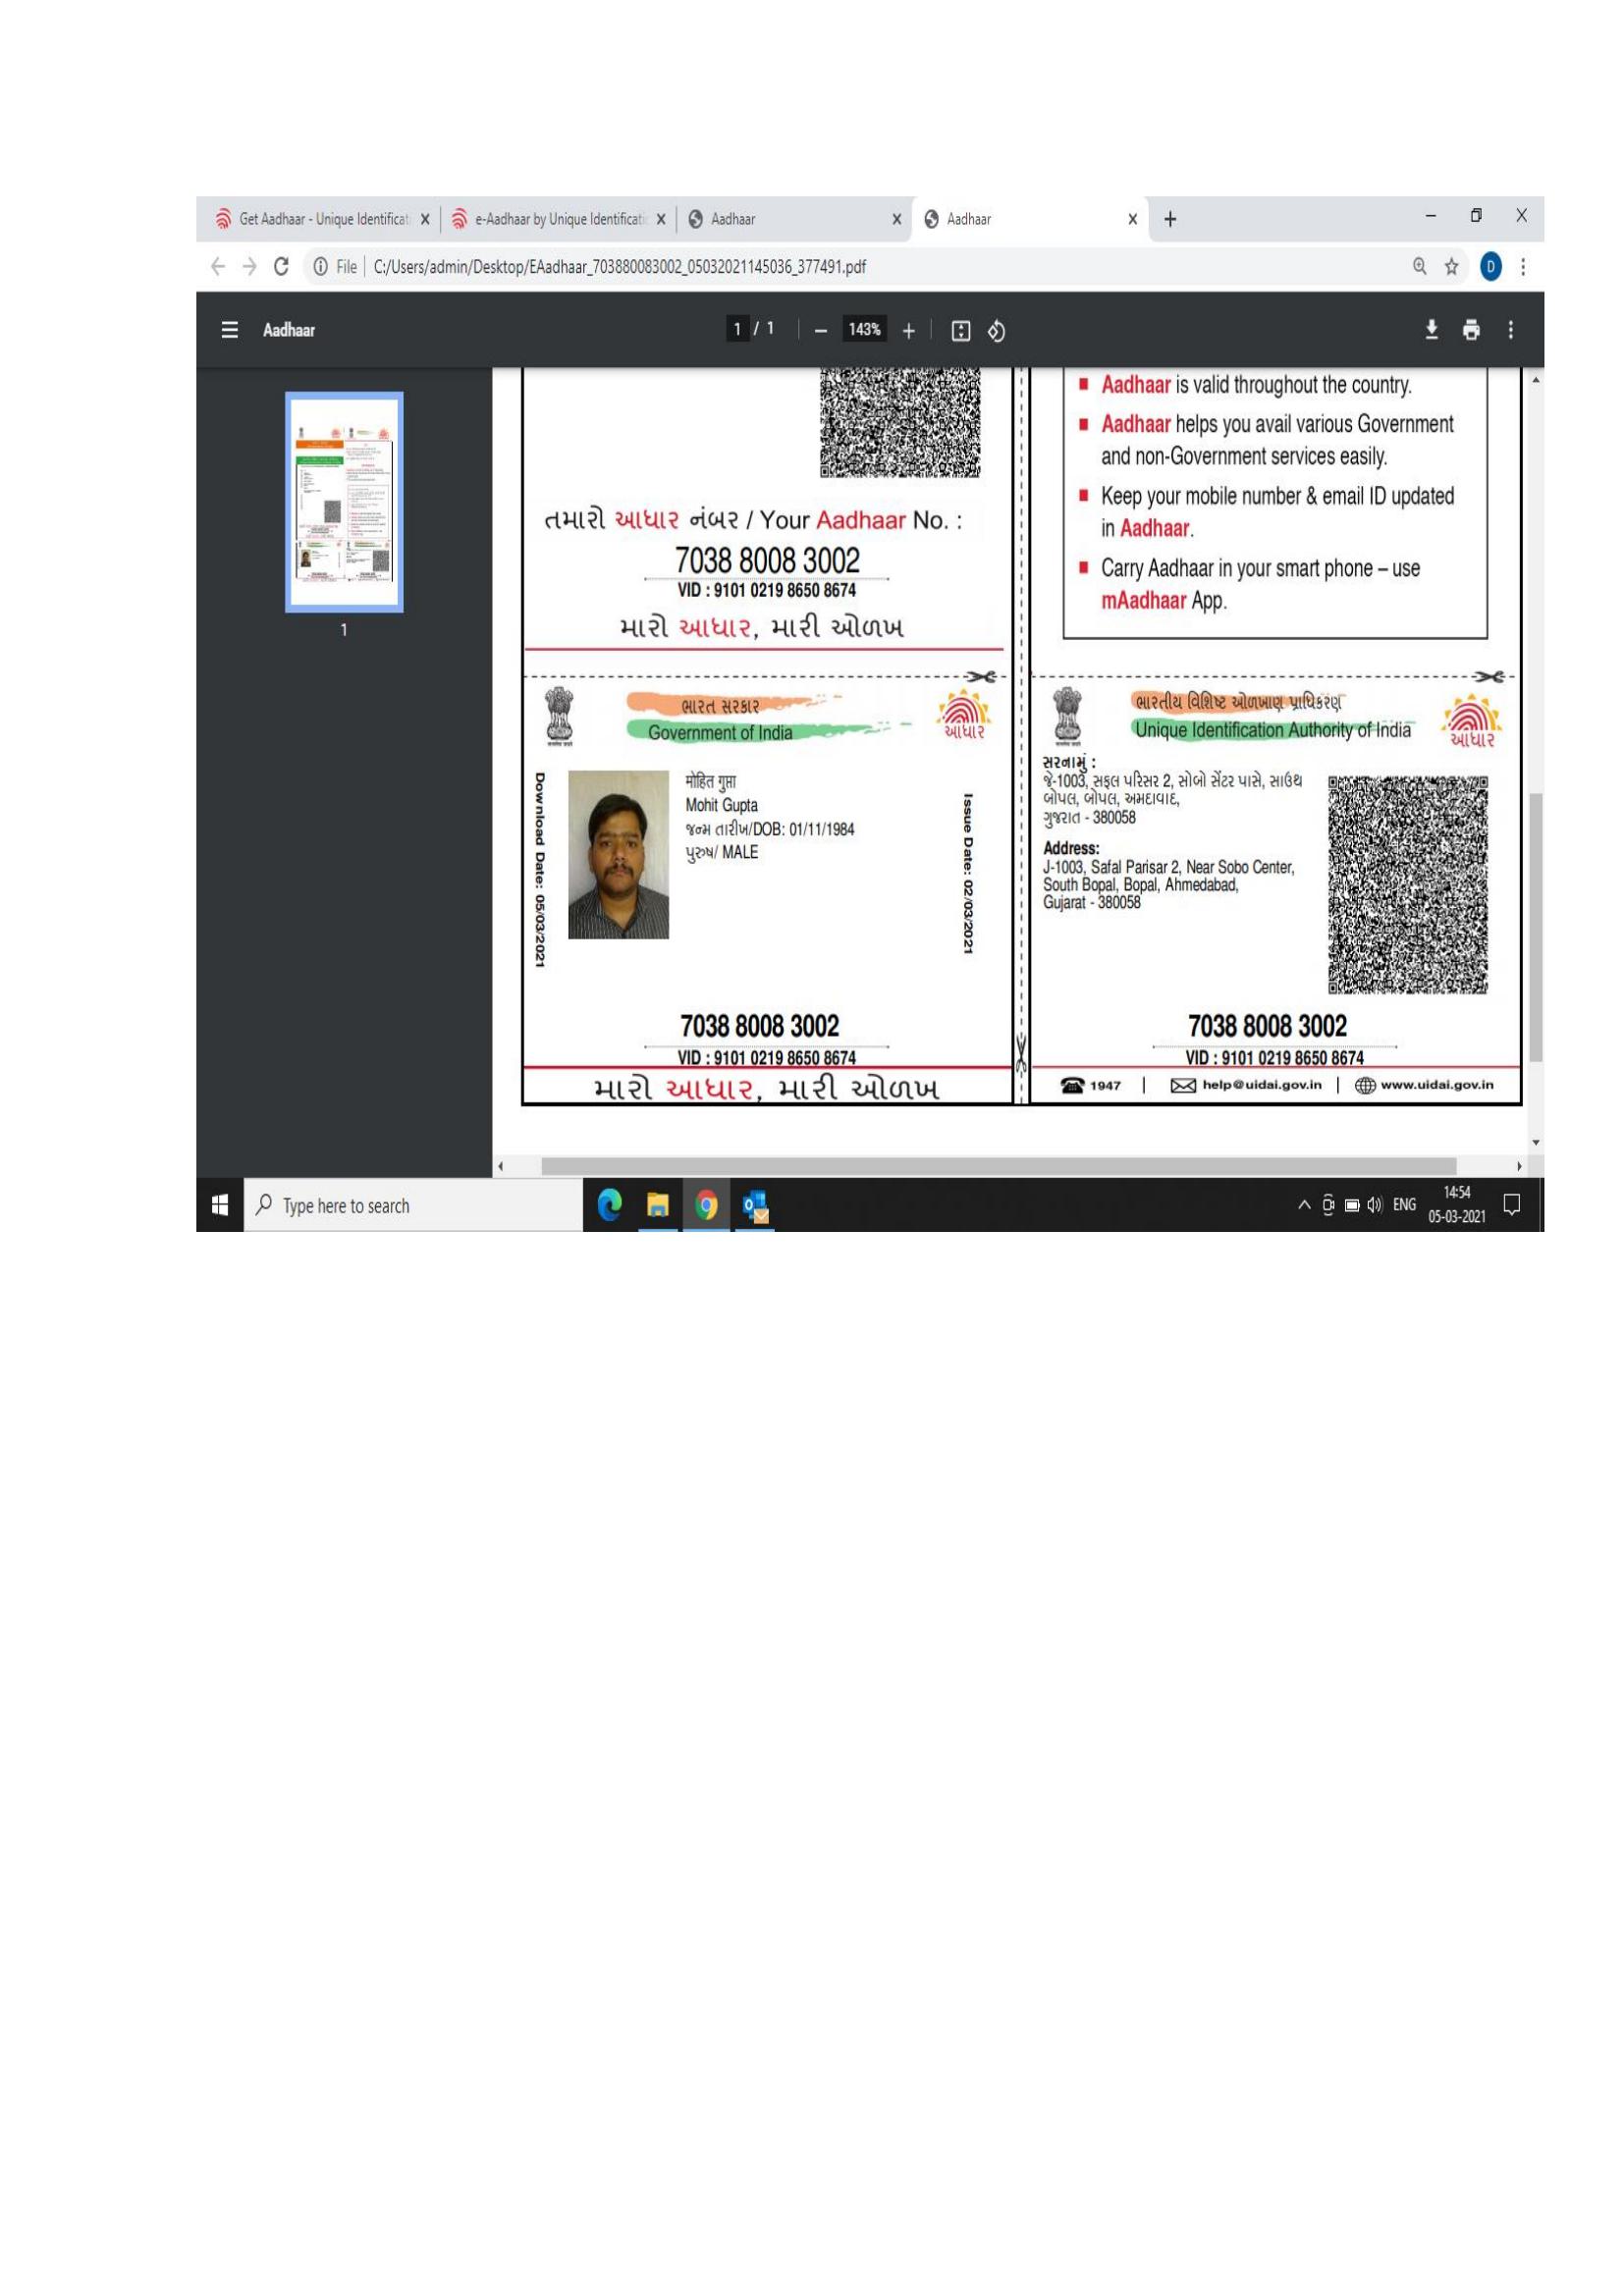 Get Aadhaar - Unique Identificat
e-Aadhaar by Unique Identificatio
Aadhaar
Aadhaar
File
C:/Users/admin/Desktop/EAadhaar_703880083002_05032021145036_377491.pdf
Aadhaar
1 / 1
143%
1
તમારો આધાર નંબર / Your Aadhaar No. :
7038 8008 3002
VID : 9101 0219 8650 8674
મારો આધાર, મારી ઓળખ
Aadhaar is valid throughout the country.
Aadhaar helps you avail various Government
and non-Government services easily.
Keep your mobile number & email ID updated
in Aadhaar.
Carry Aadhaar in your smart phone – use
mAadhaar App.
ભારત સરકાર
Government of India
આધાર
Download Date: 05/03/2021
मोहित गुप्ता
Mohit Gupta
જન્મ તારીખ/DOB: 01/11/1984
પુરુષ/ MALE
Issue Date: 02/03/2021
7038 8008 3002
VID : 9101 0219 8650 8674
મારો આધાર, મારી ઓળખ
ભારતીય વિશિષ્ટ ઓળખાણ પ્રાધિકરણ
Unique Identification Authority of India
આધાર
સરનામું :
જે-1003, સફલ પરિસર 2, સોબો સેંટર પાસે, સાઉથ
બોપલ, બોપલ, અમદાવાદ,
ગુજરાત - 380058
Address:
J-1003, Safal Parisar 2, Near Sobo Center,
South Bopal, Bopal, Ahmedabad,
Gujarat - 380058
7038 8008 3002
VID : 9101 0219 8650 8674
1947
help@uidai.gov.in
www.uidai.gov.in
Type here to search
ENG
14:54
05-03-2021